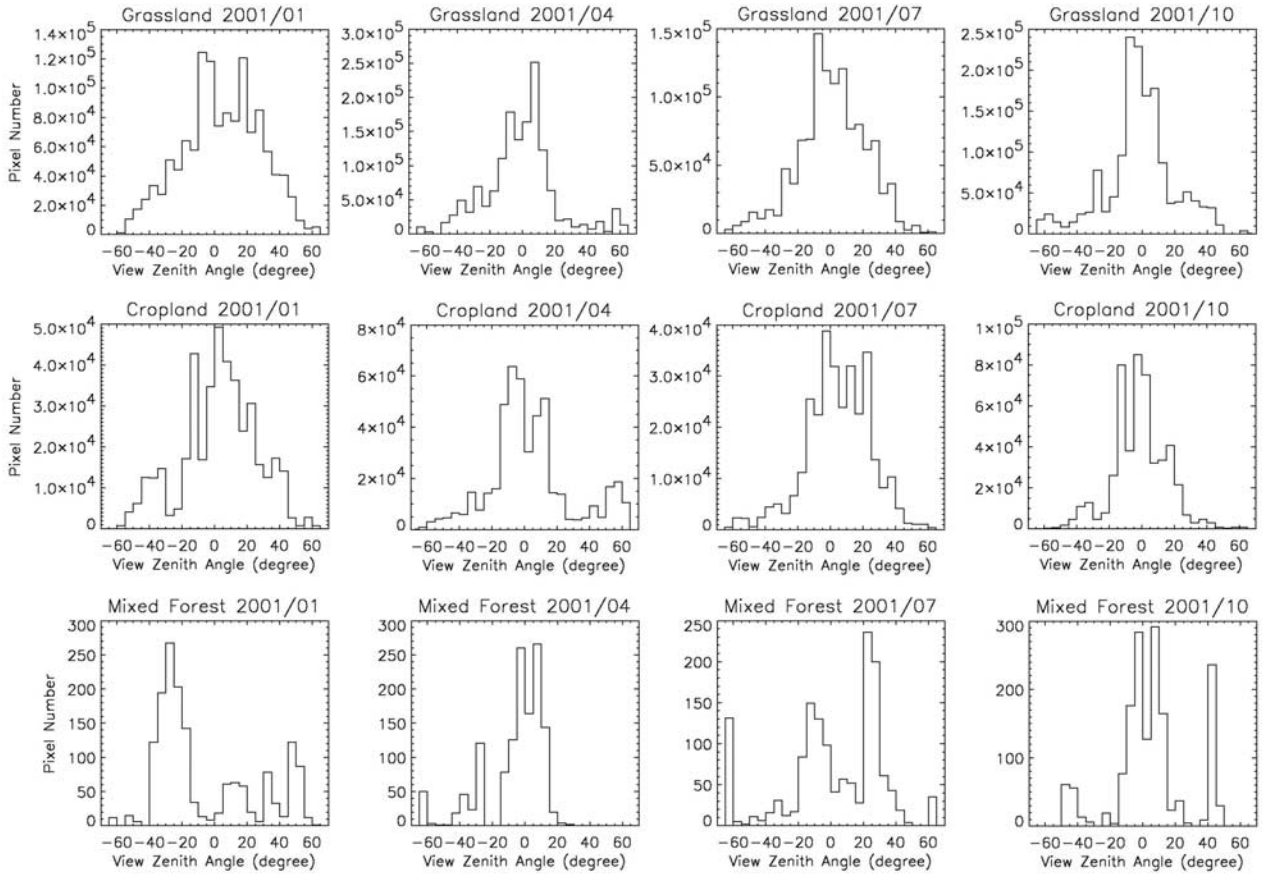 Grassland 2001/01
Grassland 2001/04
Grassland 2001/07
Grassland 2001/10
Pixel Number
1.4×10⁵
1.2×10⁵
1.0×10⁵
8.0×10⁴
6.0×10⁴
4.0×10⁴
2.0×10⁴
0
3.0×10⁵
2.5×10⁵
2.0×10⁵
1.5×10⁵
1.0×10⁵
5.0×10⁴
0
1.5×10⁵
1.0×10⁵
5.0×10⁴
0
2.5×10⁵
2.0×10⁵
1.5×10⁵
1.0×10⁵
5.0×10⁴
0
-60 -40 -20 0 20 40 60
-60 -40 -20 0 20 40 60
-60 -40 -20 0 20 40 60
-60 -40 -20 0 20 40 60
View Zenith Angle (degree)
View Zenith Angle (degree)
View Zenith Angle (degree)
View Zenith Angle (degree)
Cropland 2001/01
Cropland 2001/04
Cropland 2001/07
Cropland 2001/10
Pixel Number
5.0×10⁴
4.0×10⁴
3.0×10⁴
2.0×10⁴
1.0×10⁴
0
8×10⁴
6×10⁴
4×10⁴
2×10⁴
0
4.0×10⁴
3.0×10⁴
2.0×10⁴
1.0×10⁴
0
1×10⁵
8×10⁴
6×10⁴
4×10⁴
2×10⁴
0
-60 -40 -20 0 20 40 60
-60 -40 -20 0 20 40 60
-60 -40 -20 0 20 40 60
-60 -40 -20 0 20 40 60
View Zenith Angle (degree)
View Zenith Angle (degree)
View Zenith Angle (degree)
View Zenith Angle (degree)
Mixed Forest 2001/01
Mixed Forest 2001/04
Mixed Forest 2001/07
Mixed Forest 2001/10
Pixel Number
300
250
200
150
100
50
0
300
250
200
150
100
50
0
250
200
150
100
50
0
300
200
100
0
-60 -40 -20 0 20 40 60
-60 -40 -20 0 20 40 60
-60 -40 -20 0 20 40 60
-60 -40 -20 0 20 40 60
View Zenith Angle (degree)
View Zenith Angle (degree)
View Zenith Angle (degree)
View Zenith Angle (degree)